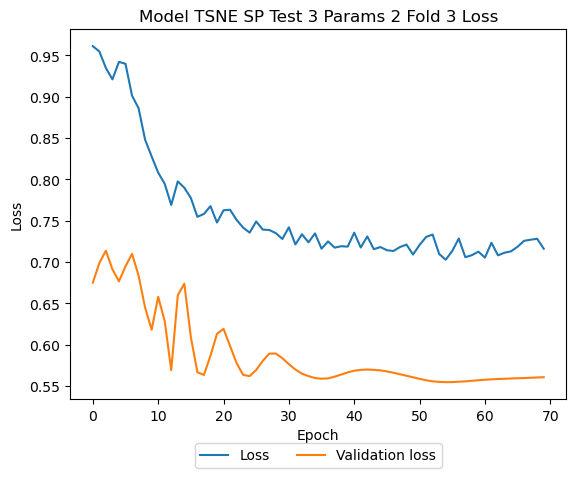 Model TSNE SP Test 3 Params 2 Fold 3 Loss
0.95
0.90
0.85
0.80
0.75
0.70
0.65
0.60
0.55
Loss
0 10 20 30 40 50 60 70
Epoch
Loss Validation loss